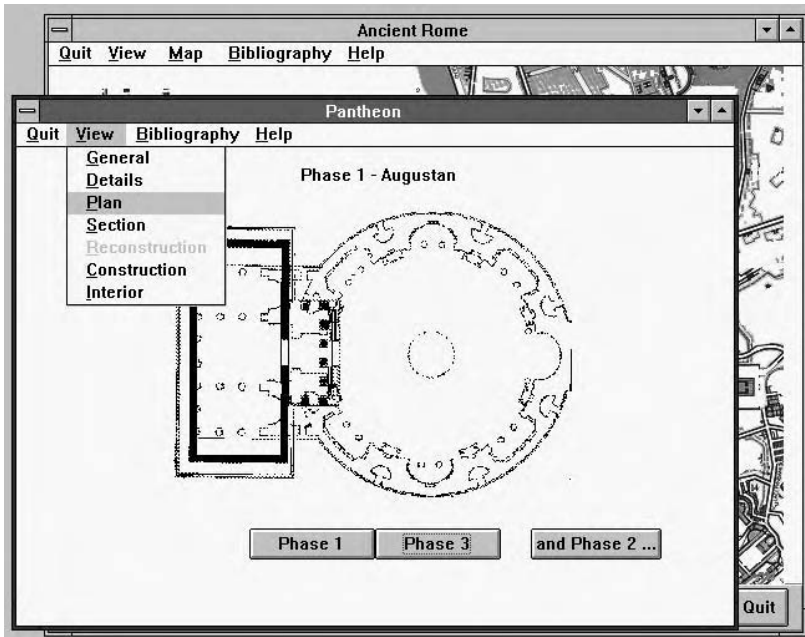 Ancient Rome
Quit View Map Bibliography Help
Pantheon
Quit View Bibliography Help
General
Details
Plan
Section
Reconstruction
Construction
Interior
Phase 1 - Augustan
Phase 1 Phase 3 and Phase 2 ...
Quit